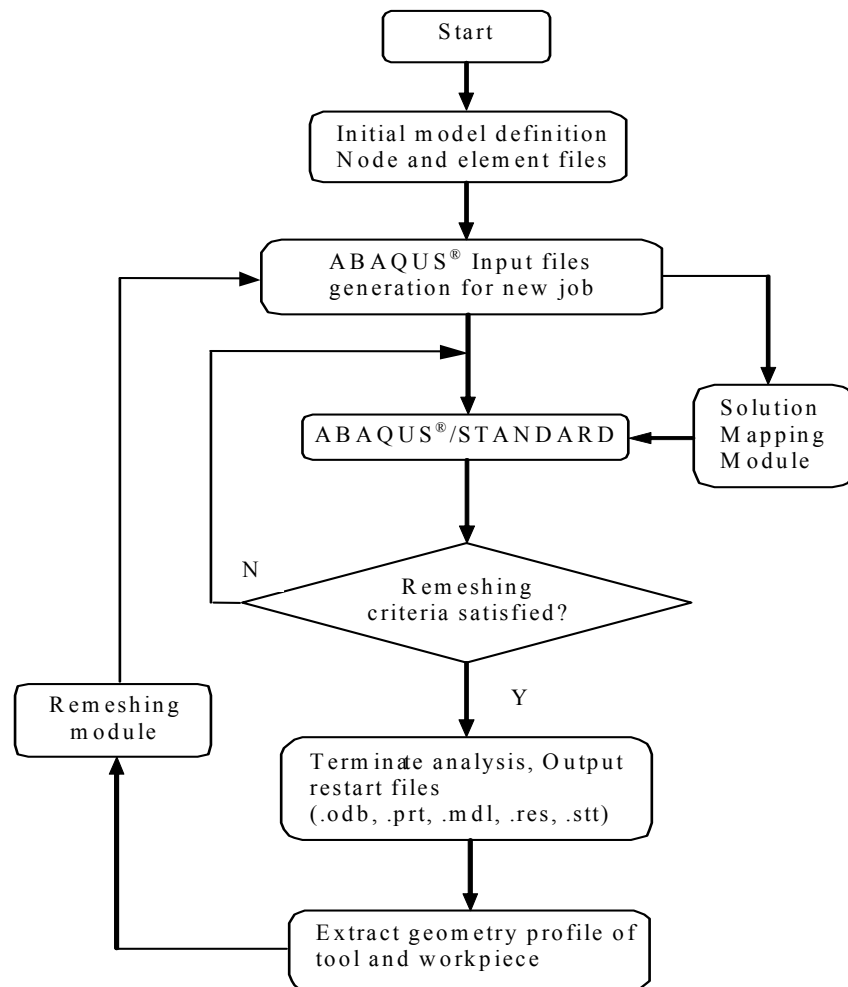 Start
Initial model definition
Node and element files
ABAQUS® Input files
generation for new job
ABAQUS®/STANDARD
Solution
Mapping
Module
N
Remeshing
criteria satisfied?
Y
Remeshing
module
Terminate analysis, Output
restart files
(.odb, .prt, .mdl, .res, .stt)
Extract geometry profile of
tool and workpiece